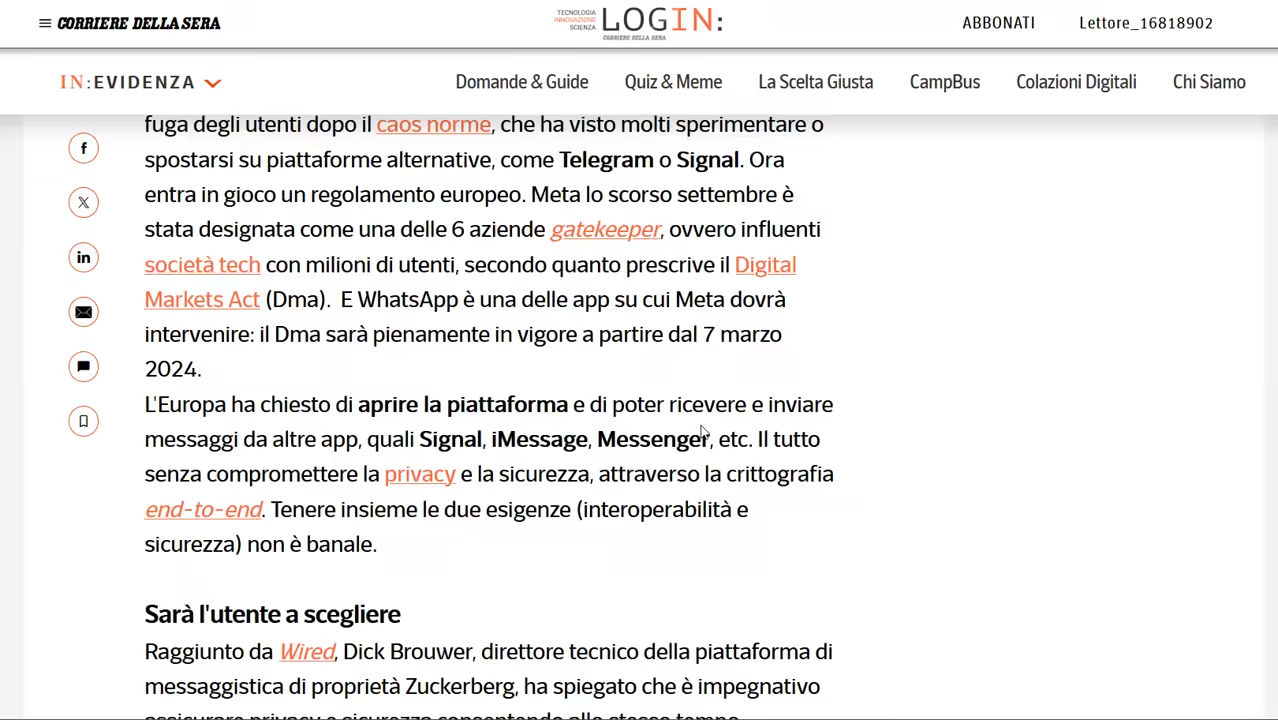 CORRIERE DELLA SERA
TECNOLOGIA
INNOVAZIONE
SCIENZA
LOGIN:
CORRIERE DELLA SERA
ABBONATI
Lettore_16818902
IN:EVIDENZA
Domande & Guide
Quiz & Meme
La Scelta Giusta
CampBus
Colazioni Digitali
Chi Siamo
fuga degli utenti dopo il caos norme, che ha visto molti sperimentare o
spostarsi su piattaforme alternative, come Telegram o Signal. Ora
entra in gioco un regolamento europeo. Meta lo scorso settembre è
stata designata come una delle 6 aziende gatekeeper, ovvero influenti
società tech con milioni di utenti, secondo quanto prescrive il Digital
Markets Act (Dma). E WhatsApp è una delle app su cui Meta dovrà
intervenire: il Dma sarà pienamente in vigore a partire dal 7 marzo
2024.
L'Europa ha chiesto di aprire la piattaforma e di poter ricevere e inviare
messaggi da altre app, quali Signal, iMessage, Messenger, etc. Il tutto
senza compromettere la privacy e la sicurezza, attraverso la crittografia
end-to-end. Tenere insieme le due esigenze (interoperabilità e
sicurezza) non è banale.
Sarà l'utente a scegliere
Raggiunto da Wired, Dick Brouwer, direttore tecnico della piattaforma di
messaggistica di proprietà Zuckerberg, ha spiegato che è impegnativo
assicurare privacy e sicurezza consentendo allo stesso tempo